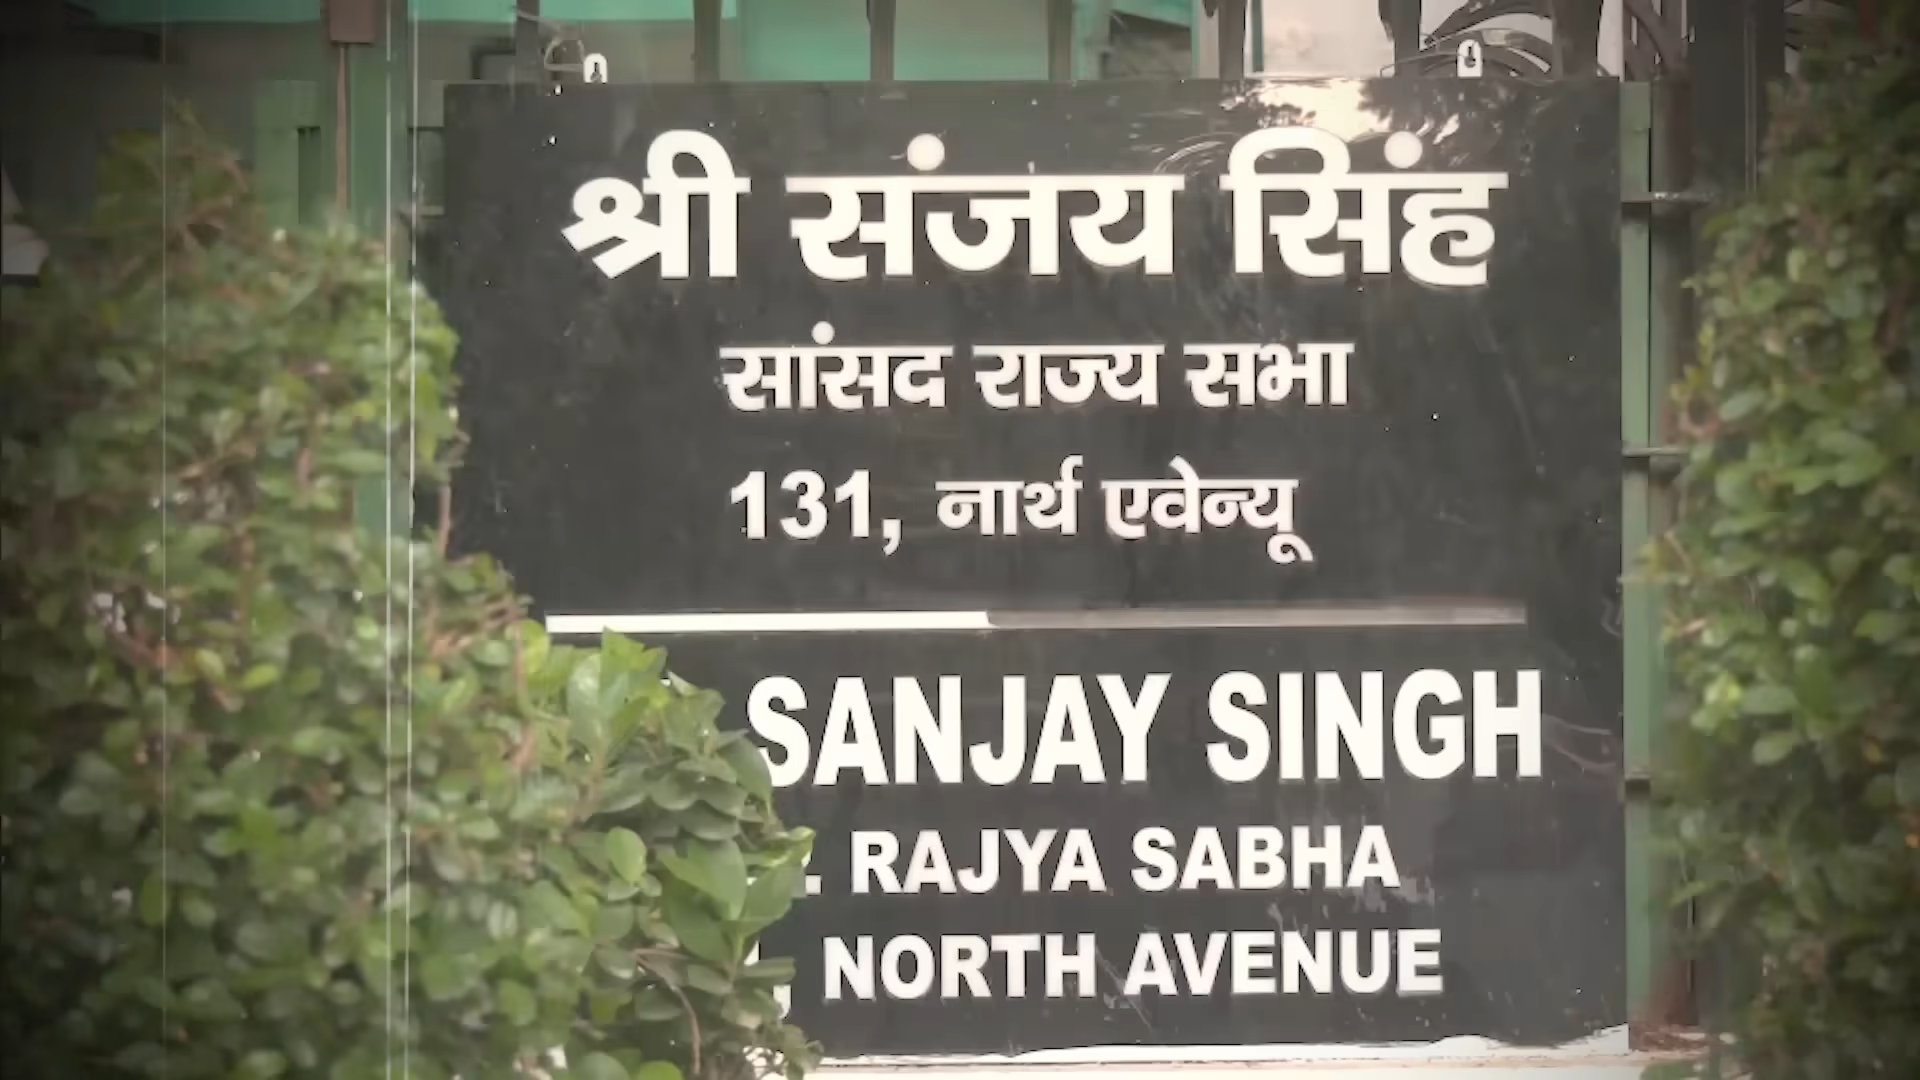 श्री संजय सिंह
सांसद राज्य सभा
131, नार्थ एवेन्यू
SANJAY SINGH
. RAJYA SABHA
, NORTH AVENUE